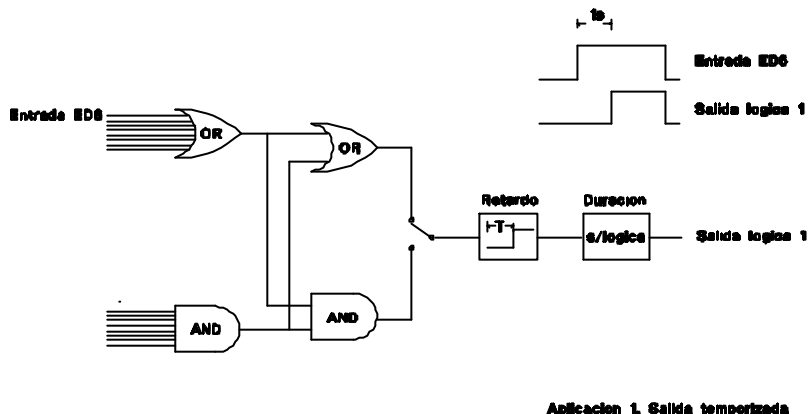 1s
Entrada ED6
Salida logica 1
Entrada ED6
OR
OR
Retardo
Duracion
T
s/logica
Salida logica 1
AND
AND
Aplicacion 1. Salida temporizada